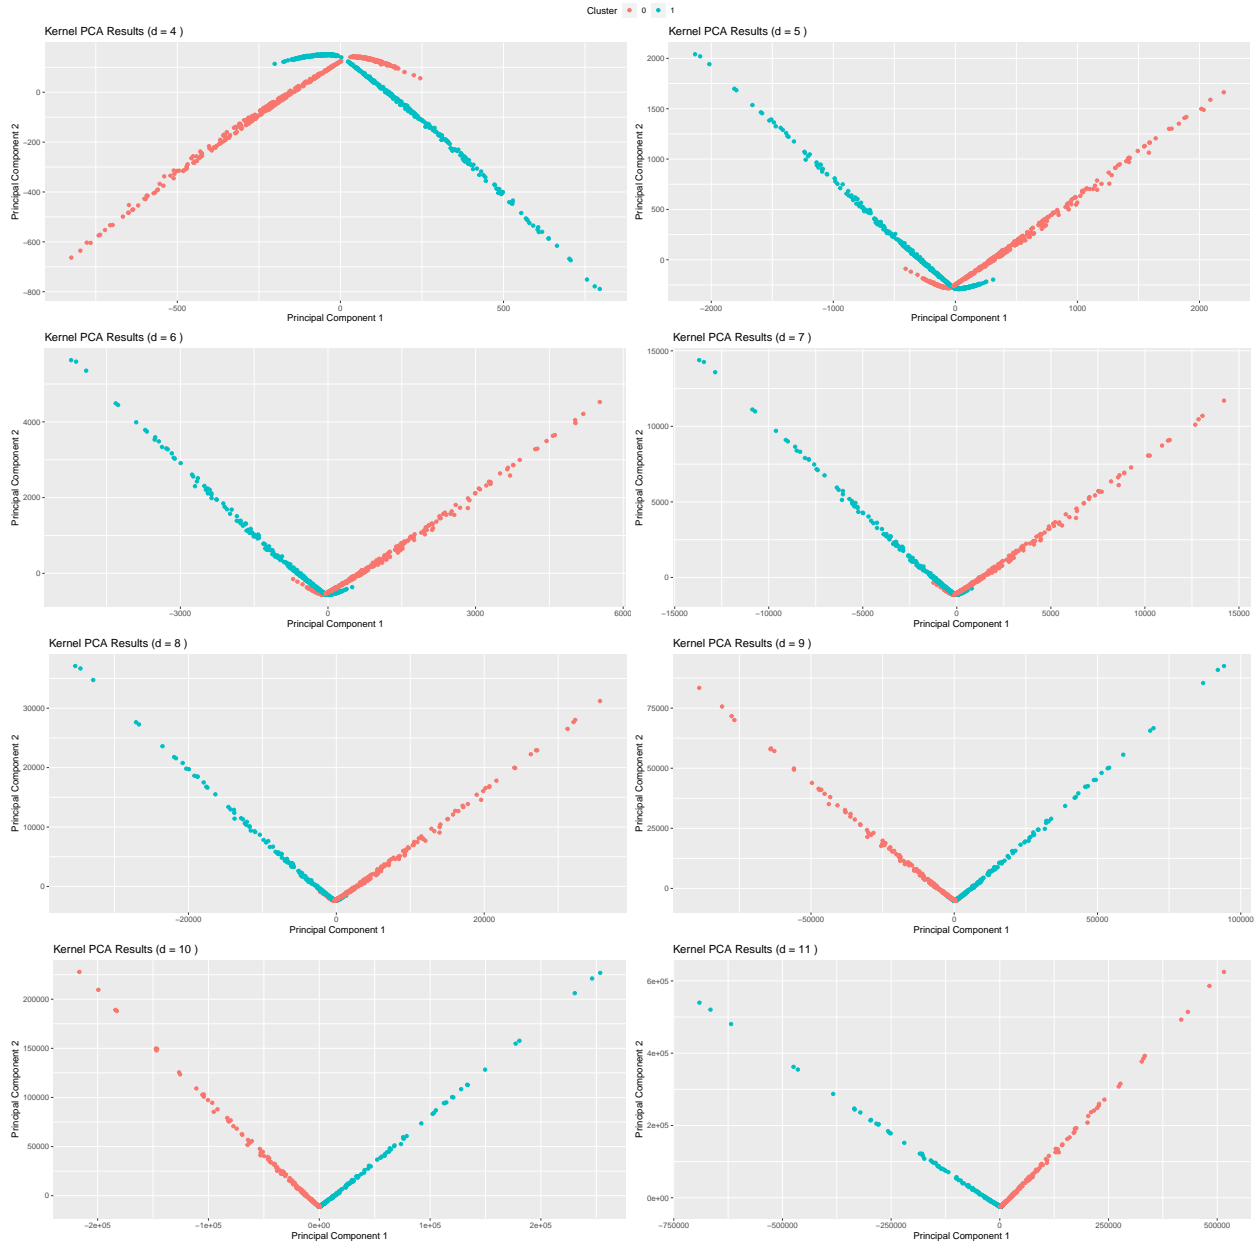 Cluster 0 1
Kernel PCA Results (d = 4 )
0
−200
−400
−600
−800
Principal Component 2
−500 0 500
Principal Component 1
Kernel PCA Results (d = 5 )
2000
1500
1000
500
0
Principal Component 2
−2000 −1000 0 1000 2000
Principal Component 1
Kernel PCA Results (d = 6 )
4000
2000
0
Principal Component 2
−3000 0 3000 6000
Principal Component 1
Kernel PCA Results (d = 7 )
15000
10000
5000
0
Principal Component 2
−15000 −10000 −5000 0 5000 10000 15000
Principal Component 1
Kernel PCA Results (d = 8 )
30000
20000
10000
0
Principal Component 2
−20000 0 20000
Principal Component 1
Kernel PCA Results (d = 9 )
75000
50000
25000
0
Principal Component 2
−50000 0 50000 100000
Principal Component 1
Kernel PCA Results (d = 10 )
200000
150000
100000
50000
0
Principal Component 2
−2e+05 −1e+05 0e+00 1e+05 2e+05
Principal Component 1
Kernel PCA Results (d = 11 )
6e+05
4e+05
2e+05
0e+00
Principal Component 2
−750000 −500000 −250000 0 250000 500000
Principal Component 1